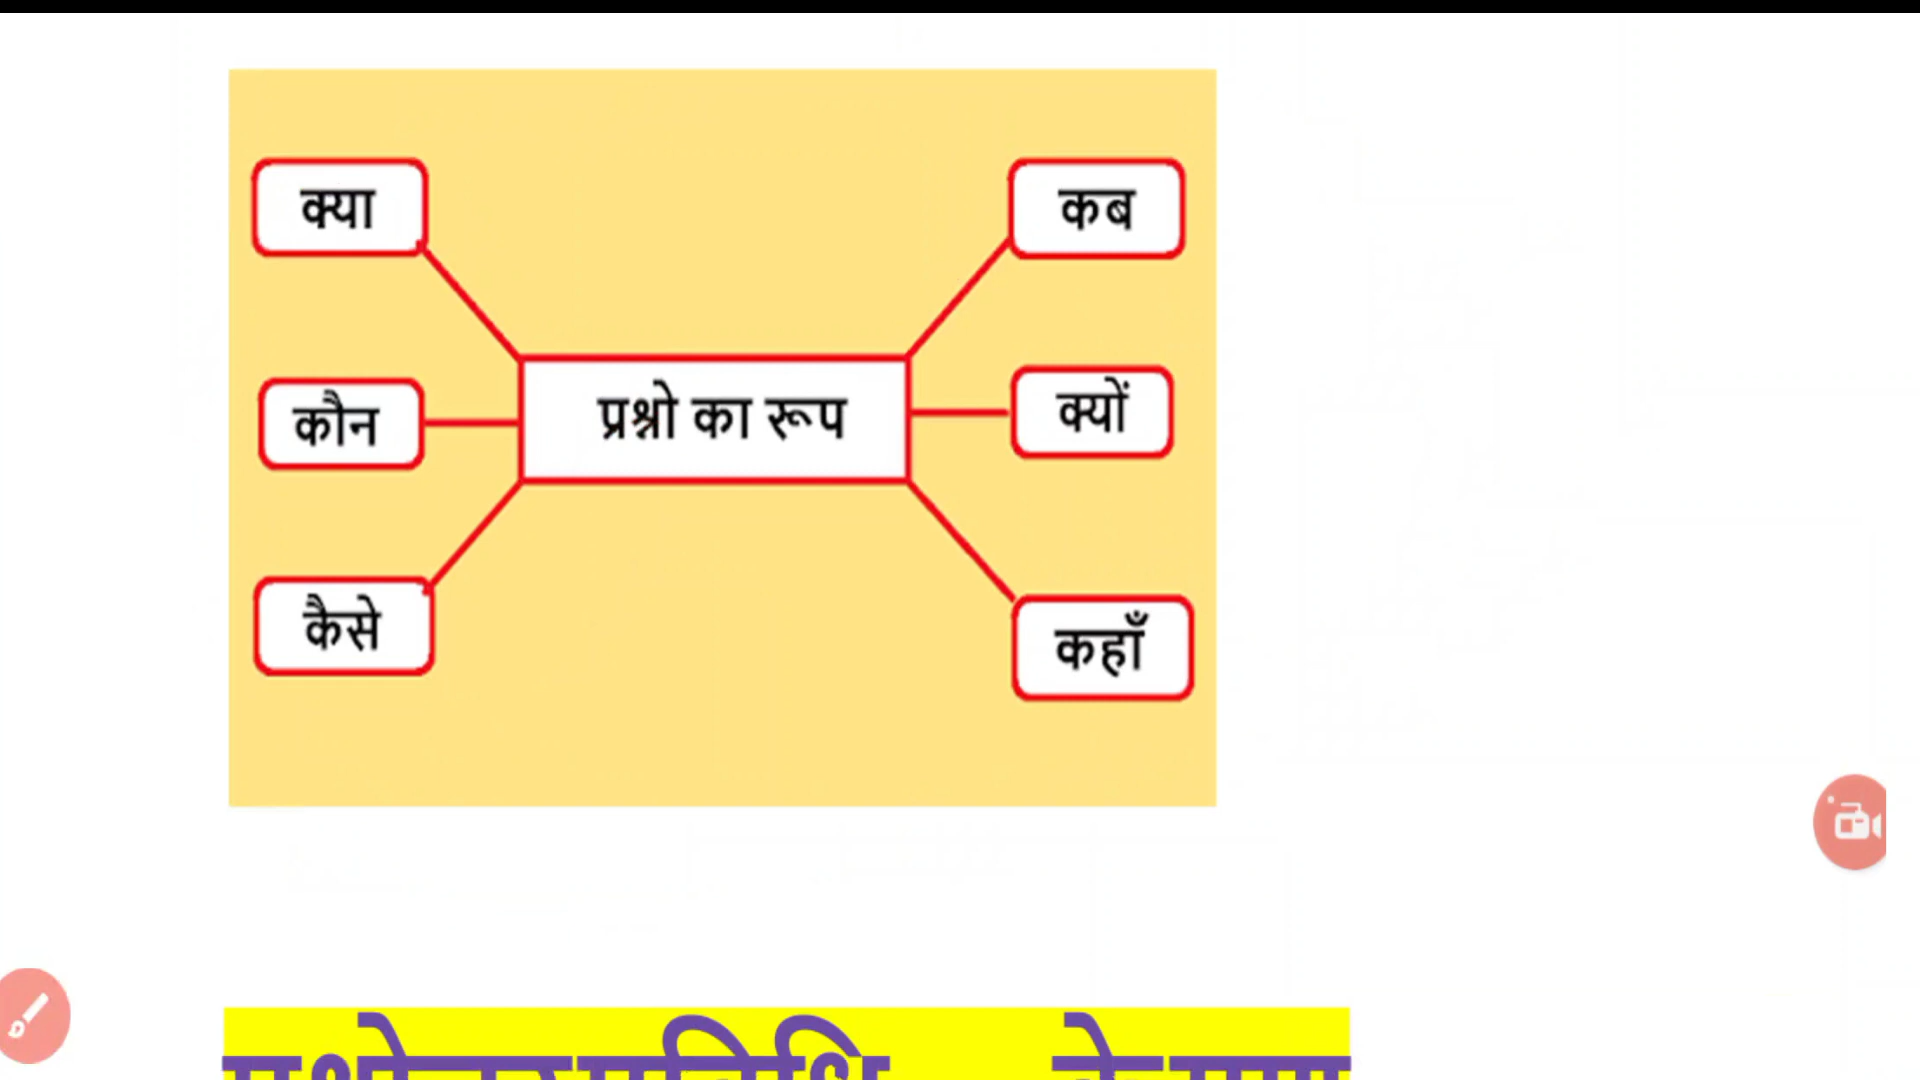 क्या
कब
कौन
प्रश्नो का रूप
क्यों
कैसे
कहाँ